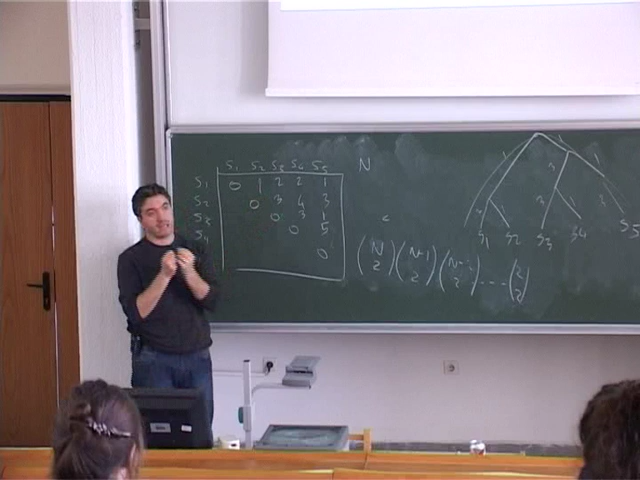 S₁ S₂ S₃ S₄ S₅ N
S₁ 0 1 2 2 1
S₂ 0 3 4 3
S₃ 0 3 1
S₄ 0 5
0
(N 2) (N-1 2) (N-2 2) .... (2 2)
S₁ S₂ S₃ S₄ S₅